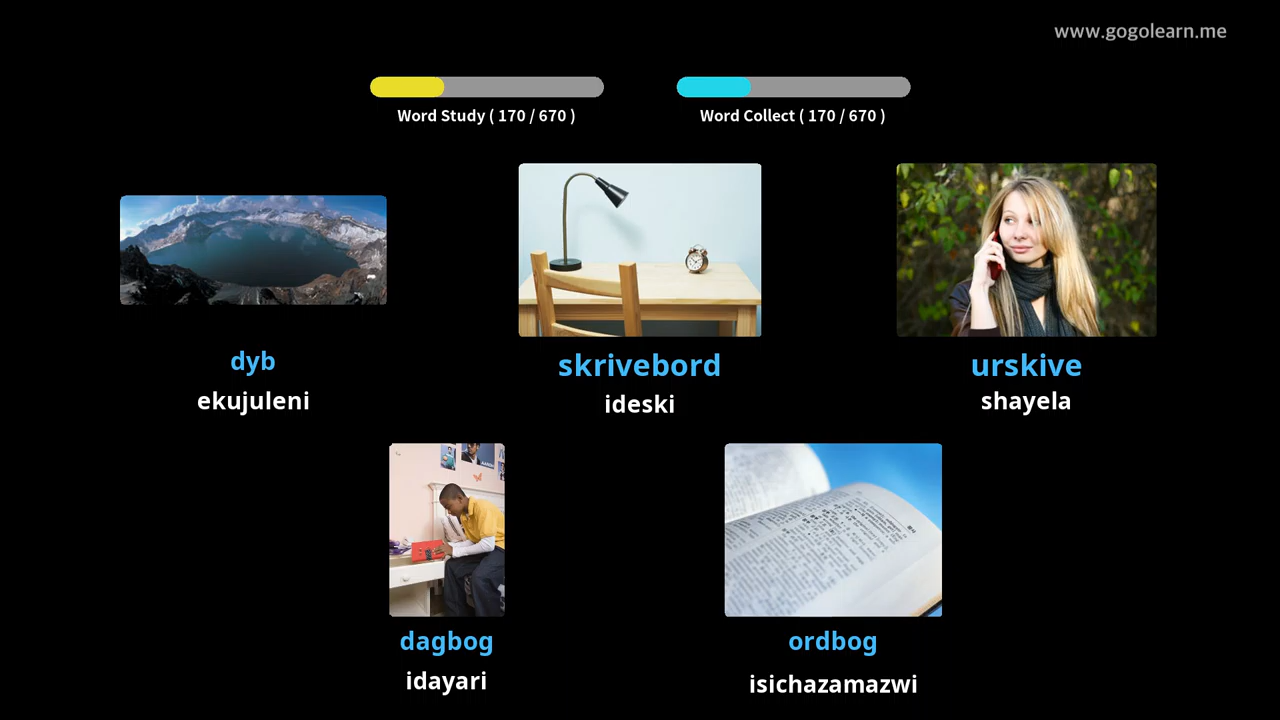 www.gogolearn.me
Word Study ( 170 / 670 )
Word Collect ( 170 / 670 )
dyb
ekujuleni
skrivebord
ideski
urskive
shayela
dagbog
idayari
ordbog
isichazamazwi